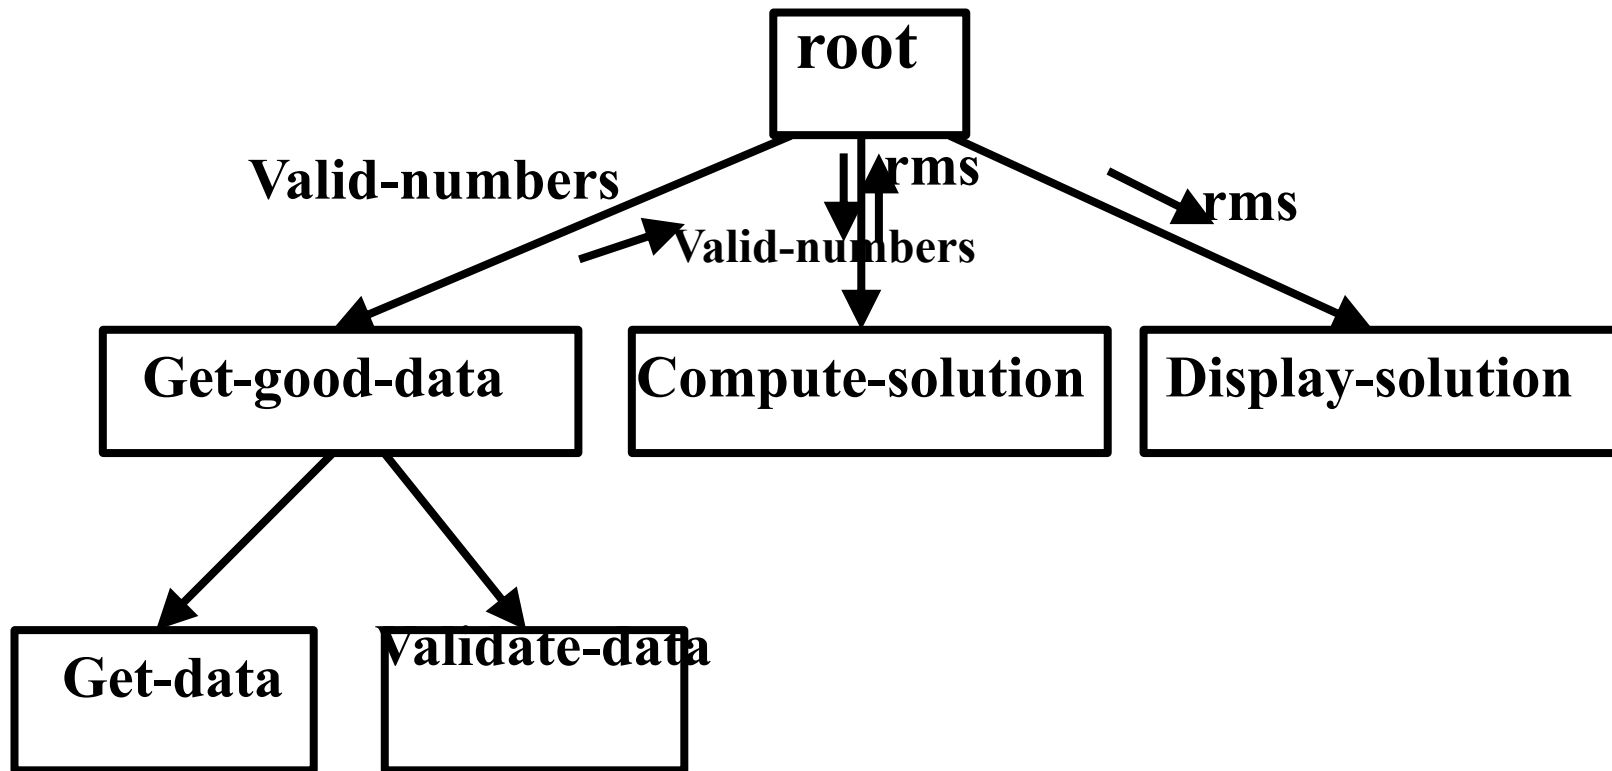 root
Valid-numbers
rms
rms
Valid-numbers
Get-good-data
Compute-solution
Display-solution
Get-data
Validate-data